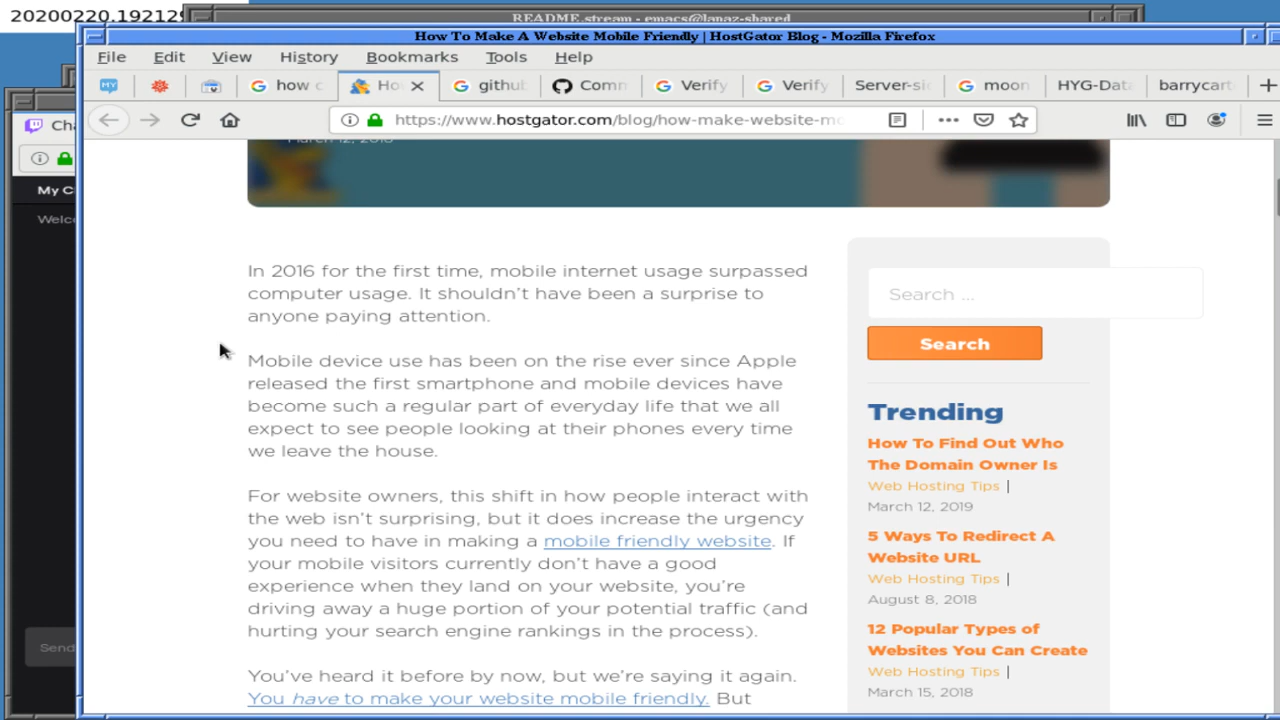 20200220.19212
README.stream - emacs@lanaz-shared
How To Make A Website Mobile Friendly | HostGator Blog - Mozilla Firefox
File Edit View History Bookmarks Tools Help
how c
Ho
githu
Comm
Verify
Verify
Server-si
moon
HYG-Data
barrycart
https://www.hostgator.com/blog/how-make-website-mo
Ch
My C
Welc
March 12, 2018
In 2016 for the first time, mobile internet usage surpassed
computer usage. It shouldn't have been a surprise to
anyone paying attention.
Mobile device use has been on the rise ever since Apple
released the first smartphone and mobile devices have
become such a regular part of everyday life that we all
expect to see people looking at their phones every time
we leave the house.
For website owners, this shift in how people interact with
the web isn't surprising, but it does increase the urgency
you need to have in making a mobile friendly website. If
your mobile visitors currently don't have a good
experience when they land on your website, you're
driving away a huge portion of your potential traffic (and
hurting your search engine rankings in the process).
You've heard it before by now, but we're saying it again.
You have to make your website mobile friendly. But
Search ...
Search
Trending
How To Find Out Who
The Domain Owner Is
Web Hosting Tips |
March 12, 2019
5 Ways To Redirect A
Website URL
Web Hosting Tips |
August 8, 2018
12 Popular Types of
Websites You Can Create
Web Hosting Tips |
March 15, 2018
Send